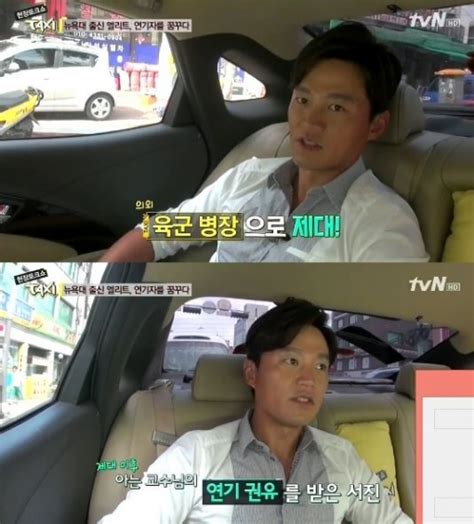 현장토크쇼
택시
뉴욕대 출신 엘리트, 연기자를 꿈꾸다
tvN HD
의외
육군 병장으로 제대!
현장토크쇼
택시
뉴욕대 출신 엘리트, 연기자를 꿈꾸다
tvN HD
제대 이후
아는 교수님의 연기 권유를 받은 서진